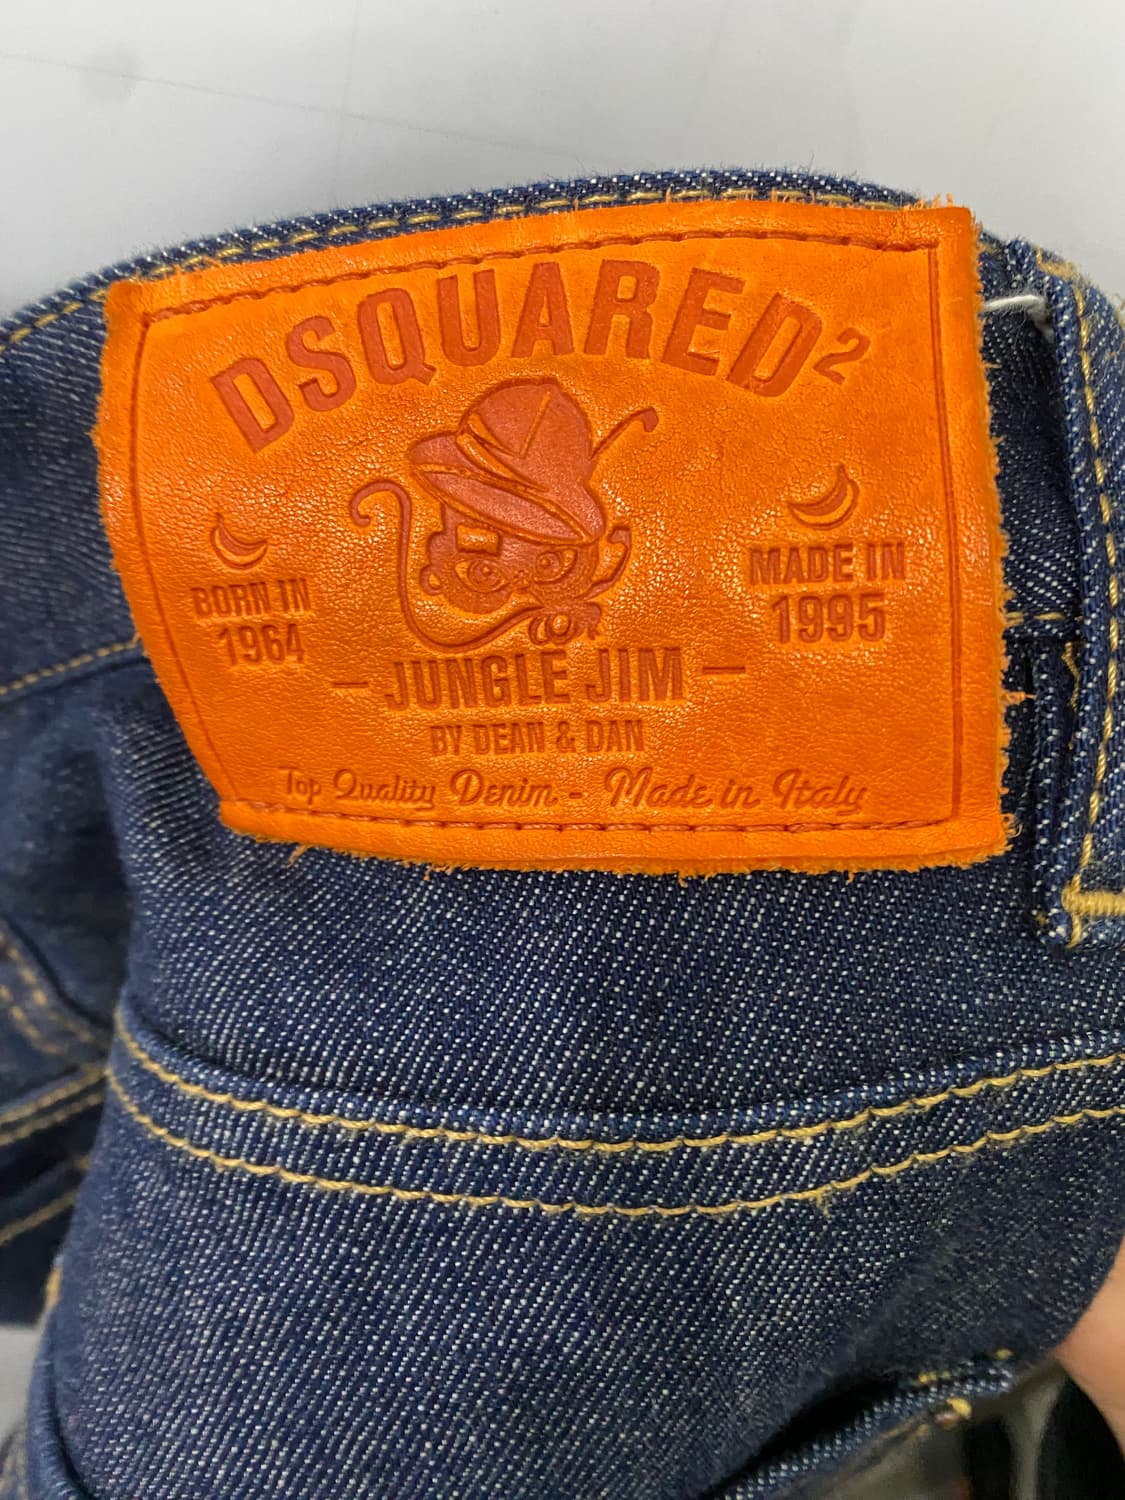 DSQUARED²
BORN IN
1964
MADE IN
1995
– JUNGLE JIM –
BY DEAN & DAN
Top Quality Denim - Made in Italy